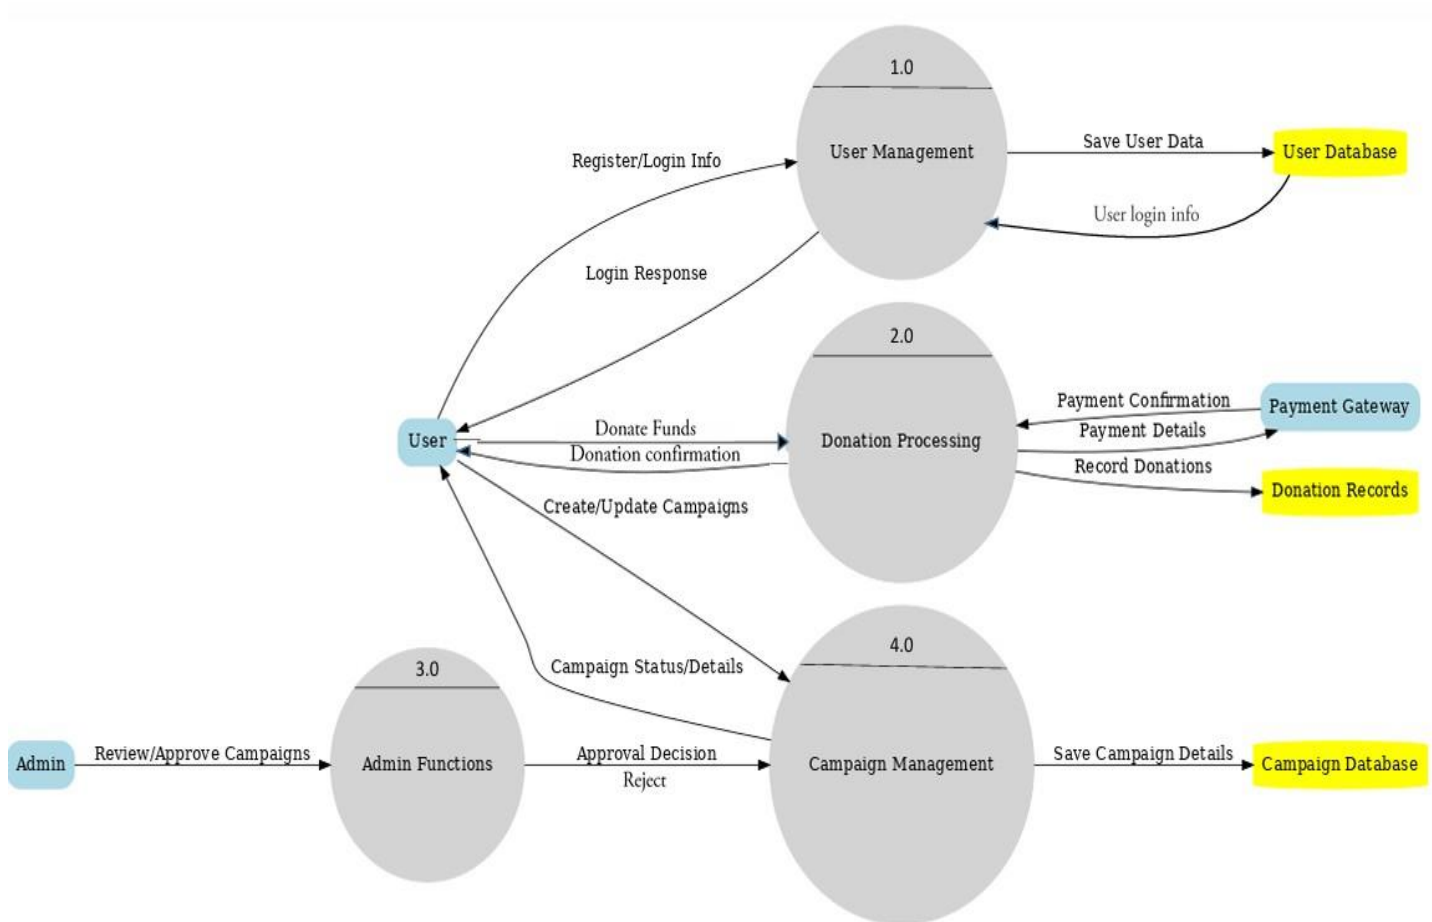 1.0
User Management
Register/Login Info
Save User Data
User Database
User login info
Login Response
2.0
User
Donate Funds
Donation confirmation
Donation Processing
Payment Confirmation
Payment Gateway
Payment Details
Record Donations
Donation Records
Create/Update Campaigns
4.0
Campaign Status/Details
3.0
Admin
Review/Approve Campaigns
Admin Functions
Approval Decision
Reject
Campaign Management
Save Campaign Details
Campaign Database